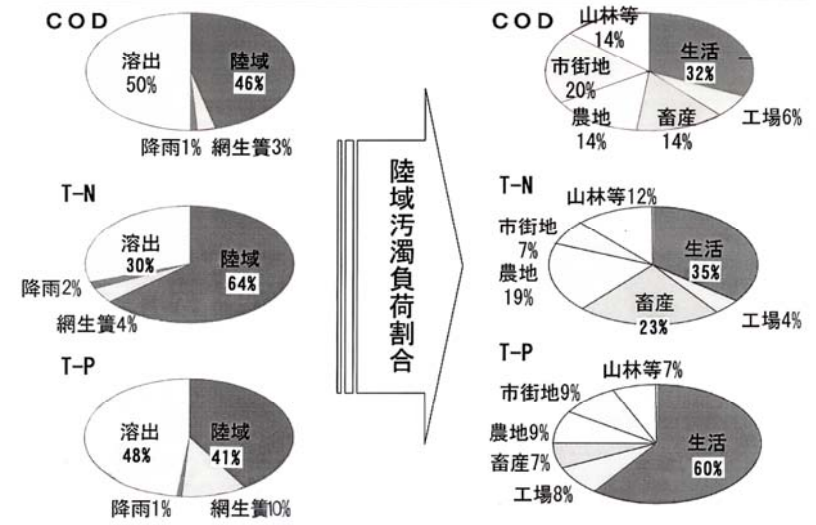 COD
溶出
50%
陸域
46%
降雨1%
網生簀3%
T-N
溶出
30%
陸域
64%
降雨2%
網生簀4%
T-P
溶出
48%
陸域
41%
降雨1%
網生簀10%
陸域汚濁負荷割合
COD
山林等
14%
生活
32%
市街地
20%
工場6%
農地
14%
畜産
14%
T-N
山林等12%
市街地
7%
生活
35%
農地
19%
畜産
23%
工場4%
T-P
山林等7%
市街地9%
農地9%
生活
60%
畜産7%
工場8%